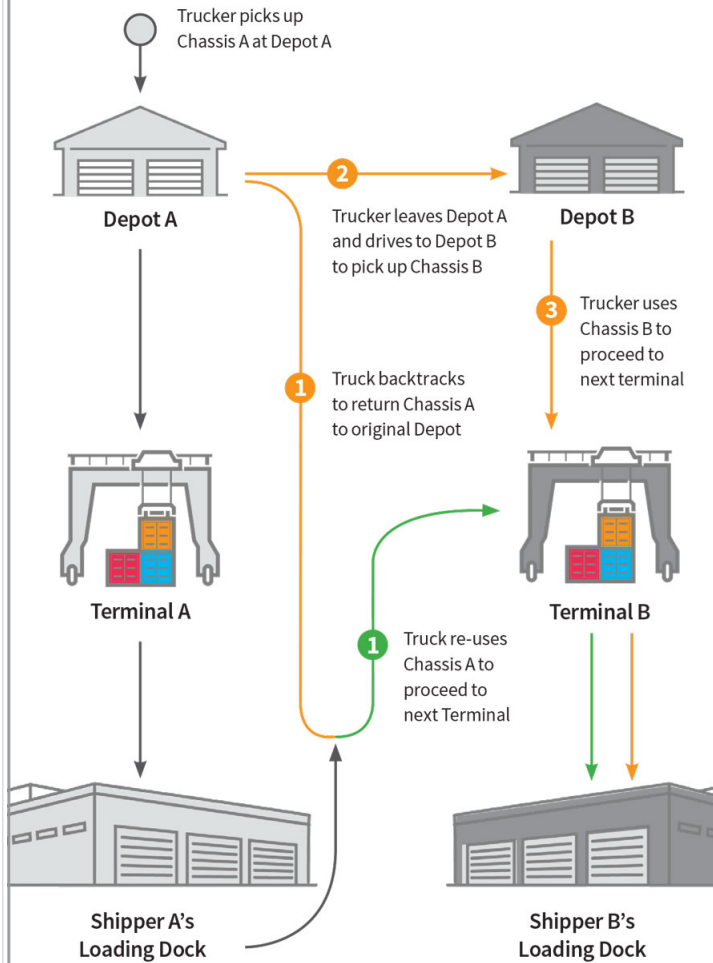 Trucker picks up
Chassis A at Depot A
Depot A
2
Trucker leaves Depot A
and drives to Depot B
to pick up Chassis B
Depot B
3
Trucker uses
Chassis B to
proceed to
next terminal
1
Truck backtracks
to return Chassis A
to original Depot
Terminal A
Terminal B
1
Truck re-uses
Chassis A to
proceed to
next Terminal
Shipper A’s
Loading Dock
Shipper B’s
Loading Dock